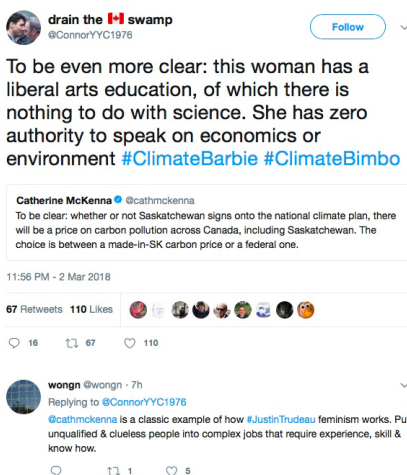 drain the 🇨🇦 swamp
@ConnorYYC1976
Follow
To be even more clear: this woman has a
liberal arts education, of which there is
nothing to do with science. She has zero
authority to speak on economics or
environment #ClimateBarbie #ClimateBimbo
Catherine McKenna @cathmckenna
To be clear: whether or not Saskatchewan signs onto the national climate plan, there
will be a price on carbon pollution across Canada, including Saskatchewan. The
choice is between a made-in-SK carbon price or a federal one.
11:56 PM - 2 Mar 2018
67 Retweets 110 Likes
16 67 110
wongn @wongn · 7h
Replying to @ConnorYYC1976
@cathmckenna is a classic example of how #JustinTrudeau feminism works. Pu
unqualified & clueless people into complex jobs that require experience, skill &
know how.
1 5